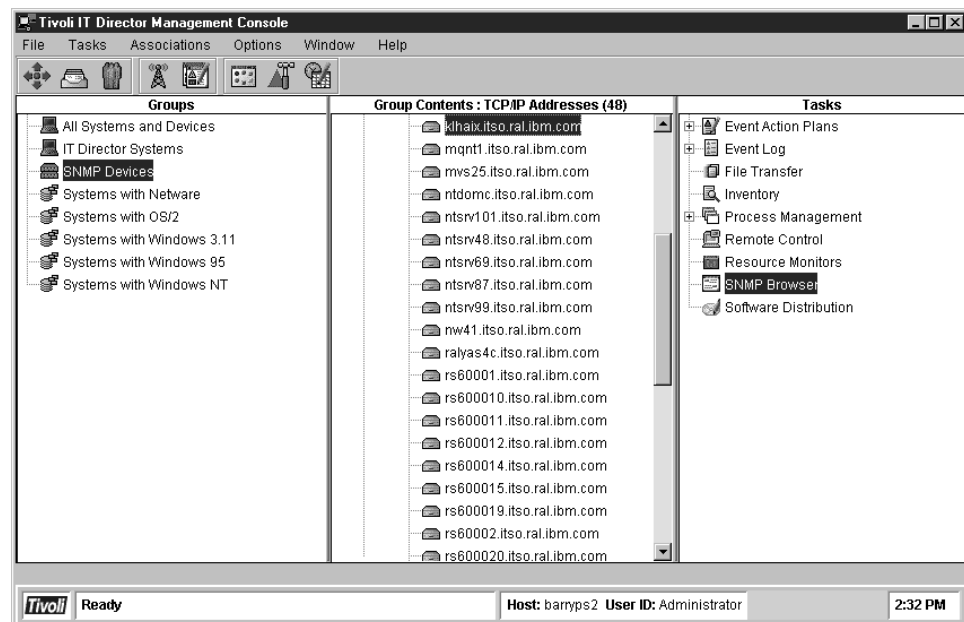 Tivoli IT Director Management Console
File Tasks Associations Options Window Help
Groups
All Systems and Devices
IT Director Systems
SNMP Devices
Systems with Netware
Systems with OS/2
Systems with Windows 3.11
Systems with Windows 95
Systems with Windows NT
Group Contents : TCP/IP Addresses (48)
klhaix.itso.ral.ibm.com
mqnt1.itso.ral.ibm.com
mvs25.itso.ral.ibm.com
ntdomc.itso.ral.ibm.com
ntsrv101.itso.ral.ibm.com
ntsrv48.itso.ral.ibm.com
ntsrv69.itso.ral.ibm.com
ntsrv87.itso.ral.ibm.com
ntsrv99.itso.ral.ibm.com
nw41.itso.ral.ibm.com
ralyas4c.itso.ral.ibm.com
rs60001.itso.ral.ibm.com
rs600010.itso.ral.ibm.com
rs600011.itso.ral.ibm.com
rs600012.itso.ral.ibm.com
rs600014.itso.ral.ibm.com
rs600015.itso.ral.ibm.com
rs600019.itso.ral.ibm.com
rs60002.itso.ral.ibm.com
rs600020.itso.ral.ibm.com
Tasks
Event Action Plans
Event Log
File Transfer
Inventory
Process Management
Remote Control
Resource Monitors
SNMP Browser
Software Distribution
Tivoli Ready Host: barryps2 User ID: Administrator 2:32 PM